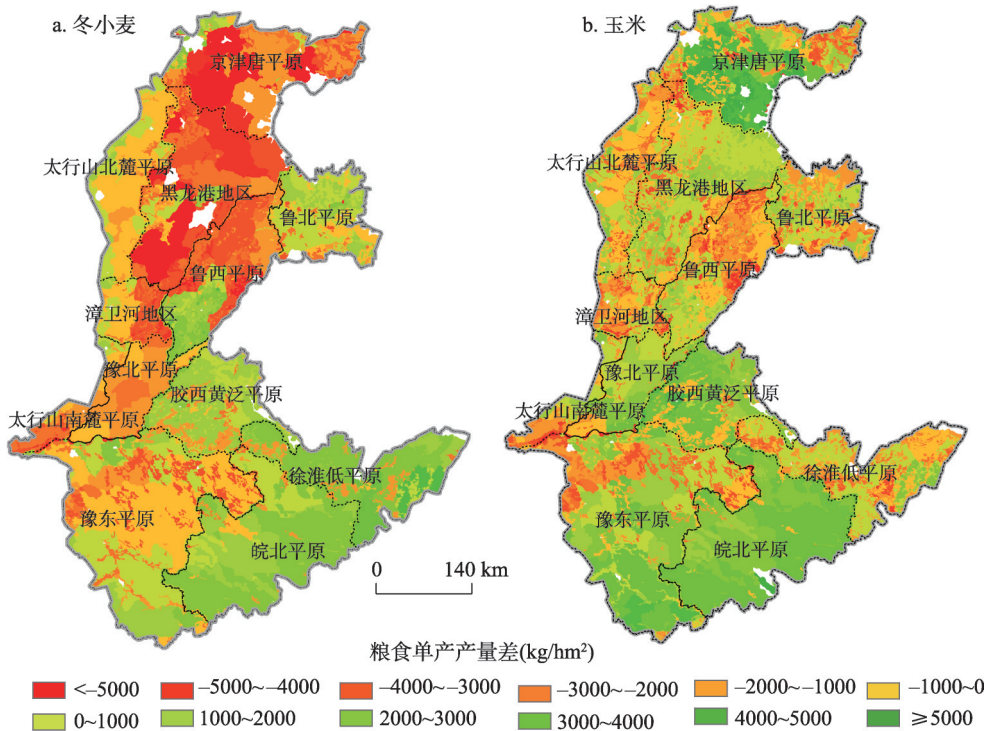 a. 冬小麦
京津唐平原
太行山北麓平原
黑龙港地区
鲁北平原
鲁西平原
漳卫河地区
豫北平原
胶西黄泛平原
太行山南麓平原
徐淮低平原
豫东平原
皖北平原
0 140 km
b. 玉米
京津唐平原
太行山北麓平原
黑龙港地区
鲁北平原
鲁西平原
漳卫河地区
豫北平原
胶西黄泛平原
太行山南麓平原
徐淮低平原
豫东平原
皖北平原
粮食单产产量差(kg/hm²)
<–5000 –5000~–4000 –4000~–3000 –3000~–2000 –2000~–1000 –1000~0
0~1000 1000~2000 2000~3000 3000~4000 4000~5000 ≥5000